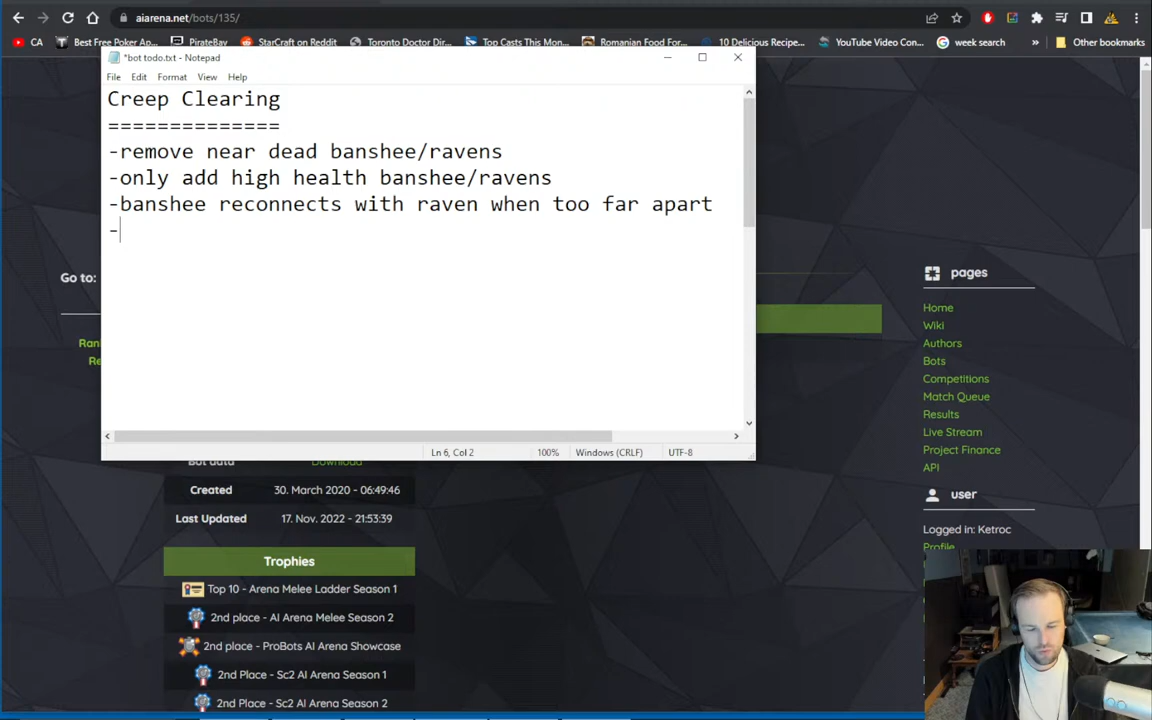 aiarena.net/bots/135/
CA
Best Free Poker Ap...
PirateBay
StarCraft on Reddit
Toronto Doctor Dir...
Top Casts This Mon...
Romanian Food For...
10 Delicious Recipe...
YouTube Video Con...
week search
»
Other bookmarks
*bot todo.txt - Notepad
File Edit Format View Help
Creep Clearing
==============
-remove near dead banshee/ravens
-only add high health banshee/ravens
-banshee reconnects with raven when too far apart
-
Ln 6, Col 2
100%
Windows (CRLF)
UTF-8
Go to:
Bot data Download
Created 30. March 2020 - 06:49:46
Last Updated 17. Nov. 2022 - 21:53:39
Trophies
Top 10 - Arena Melee Ladder Season 1
2nd place - AI Arena Melee Season 2
2nd place - ProBots AI Arena Showcase
2nd Place - Sc2 AI Arena Season 1
2nd Place - Sc2 AI Arena Season 2
pages
Home
Wiki
Authors
Bots
Competitions
Match Queue
Results
Live Stream
Project Finance
API
user
Logged in: Ketroc
Profile